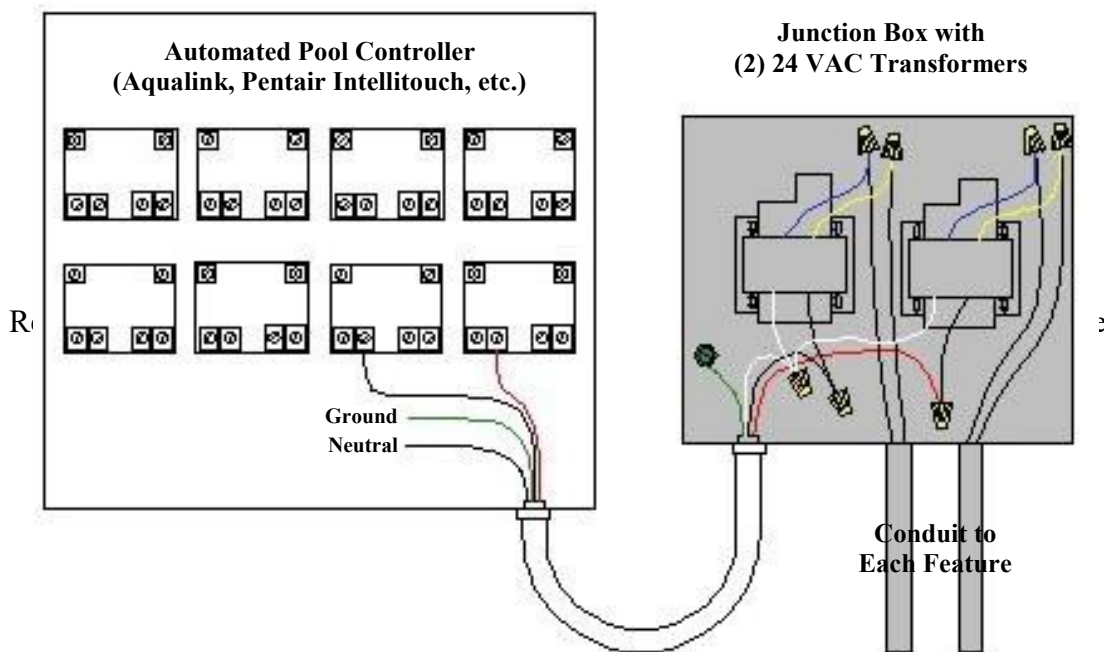 Automated Pool Controller
(Aqualink, Pentair Intellitouch, etc.)
Junction Box with
(2) 24 VAC Transformers
Ground
Neutral
Conduit to
Each Feature